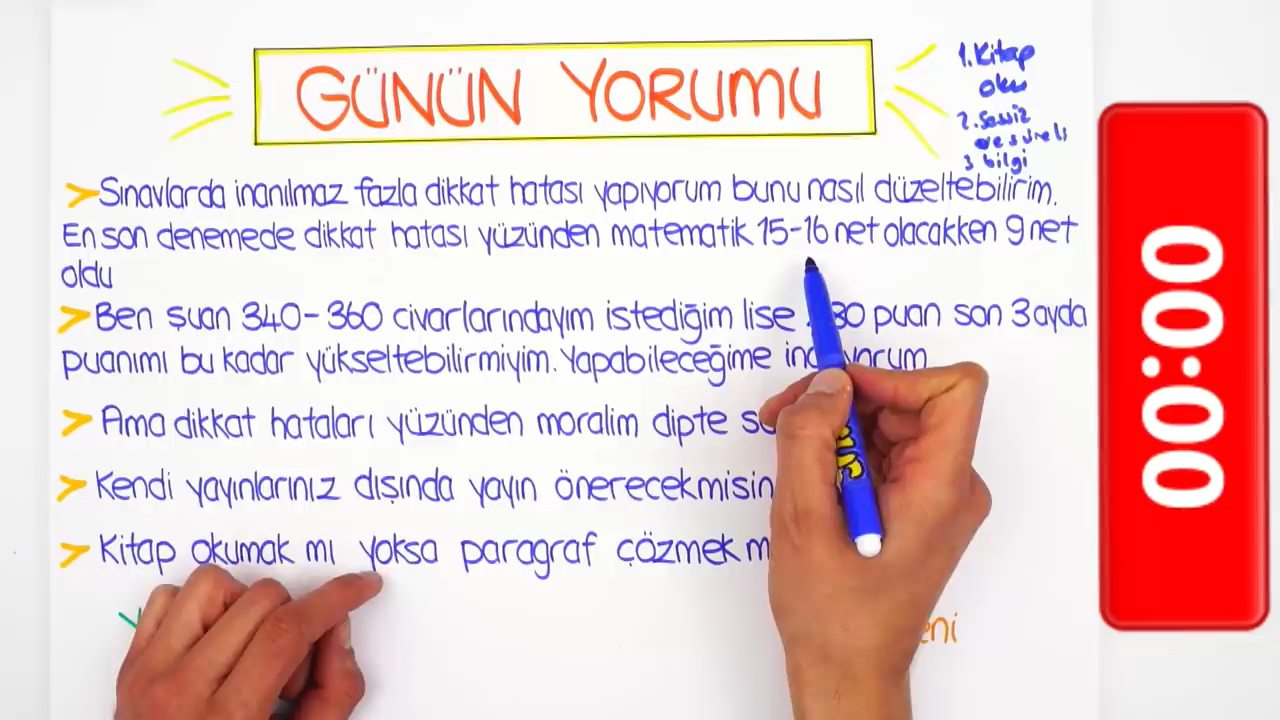 GÜNÜN YORUMU
1. Kitap
oku
2. Sessiz
ve süreli
3 bilgi
➤ Sınavlarda inanılmaz fazla dikkat hatası yapıyorum bunu nasıl düzeltebilirim.
En son denemede dikkat hatası yüzünden matematik 15-16 net olacakken 9 net
oldu
➤ Ben şuan 340-360 civarlarındayım istediğim lise 30 puan son 3 ayda
puanımı bu kadar yükseltebilirmiyim. Yapabileceğime
➤ Ama dikkat hataları yüzünden moralim dipte
➤ Kendi yayınlarınız dışında yayın önerecekmisin
➤ Kitap okumak mı yoksa paragraf çözmek
00:00